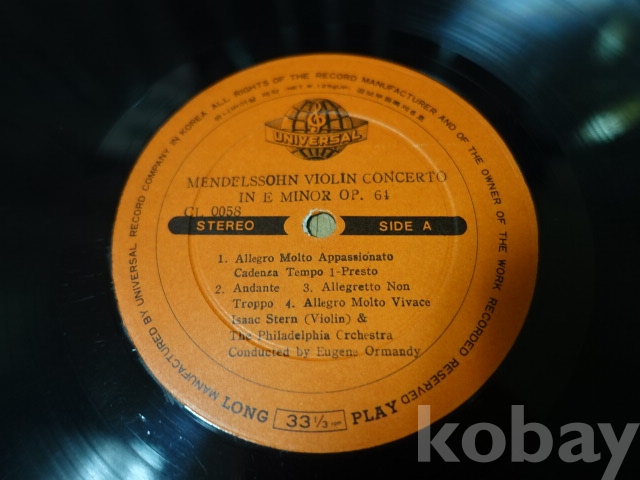 MANUFACTURED BY UNIVERSAL RECORD COMPANY IN KOREA ALL RIGHTS OF THE RECORD MANUFACTURER AND OF THE OWNER OF THE WORK RECORDED RESERVED
UNIVERSAL
MENDELSSOHN VIOLIN CONCERTO
IN E MINOR OP. 64
CL 0058
STEREO SIDE A
1. Allegro Molto Appassionato
Cadenza Tempo 1-Presto
2. Andante 3. Allegretto Non
Troppo 4. Allegro Molto Vivace
Isaac Stern (Violin) &
The Philadelphia Orchestra
Conducted by Eugene Ormandy
LONG 33 1/3 PLAY
kobay